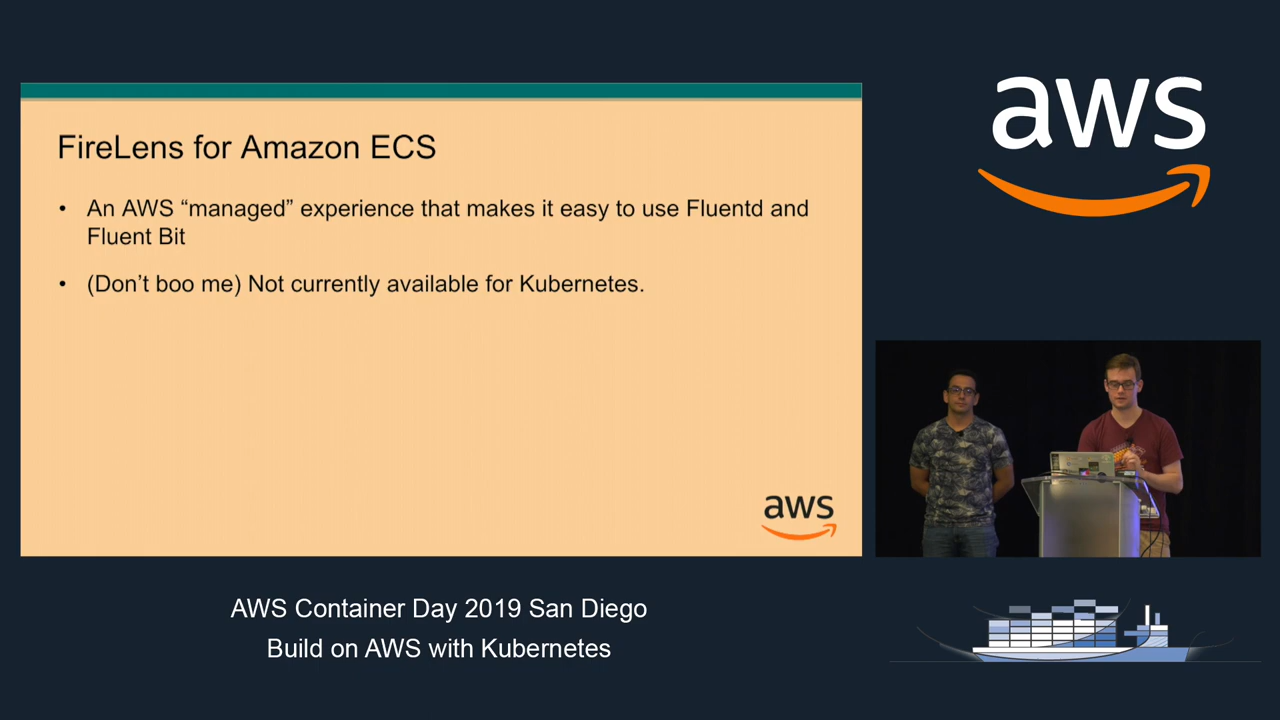 aws
FireLens for Amazon ECS
• An AWS “managed” experience that makes it easy to use Fluentd and
Fluent Bit
• (Don’t boo me) Not currently available for Kubernetes.
aws
AWS Container Day 2019 San Diego
Build on AWS with Kubernetes